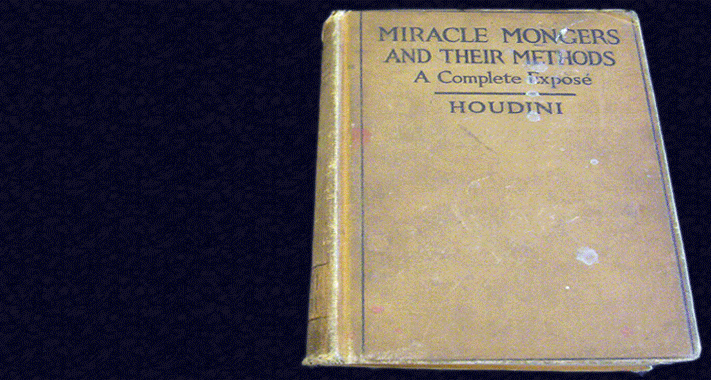 MIRACLE MONGERS
AND THEIR METHODS
A Complete Exposé
HOUDINI